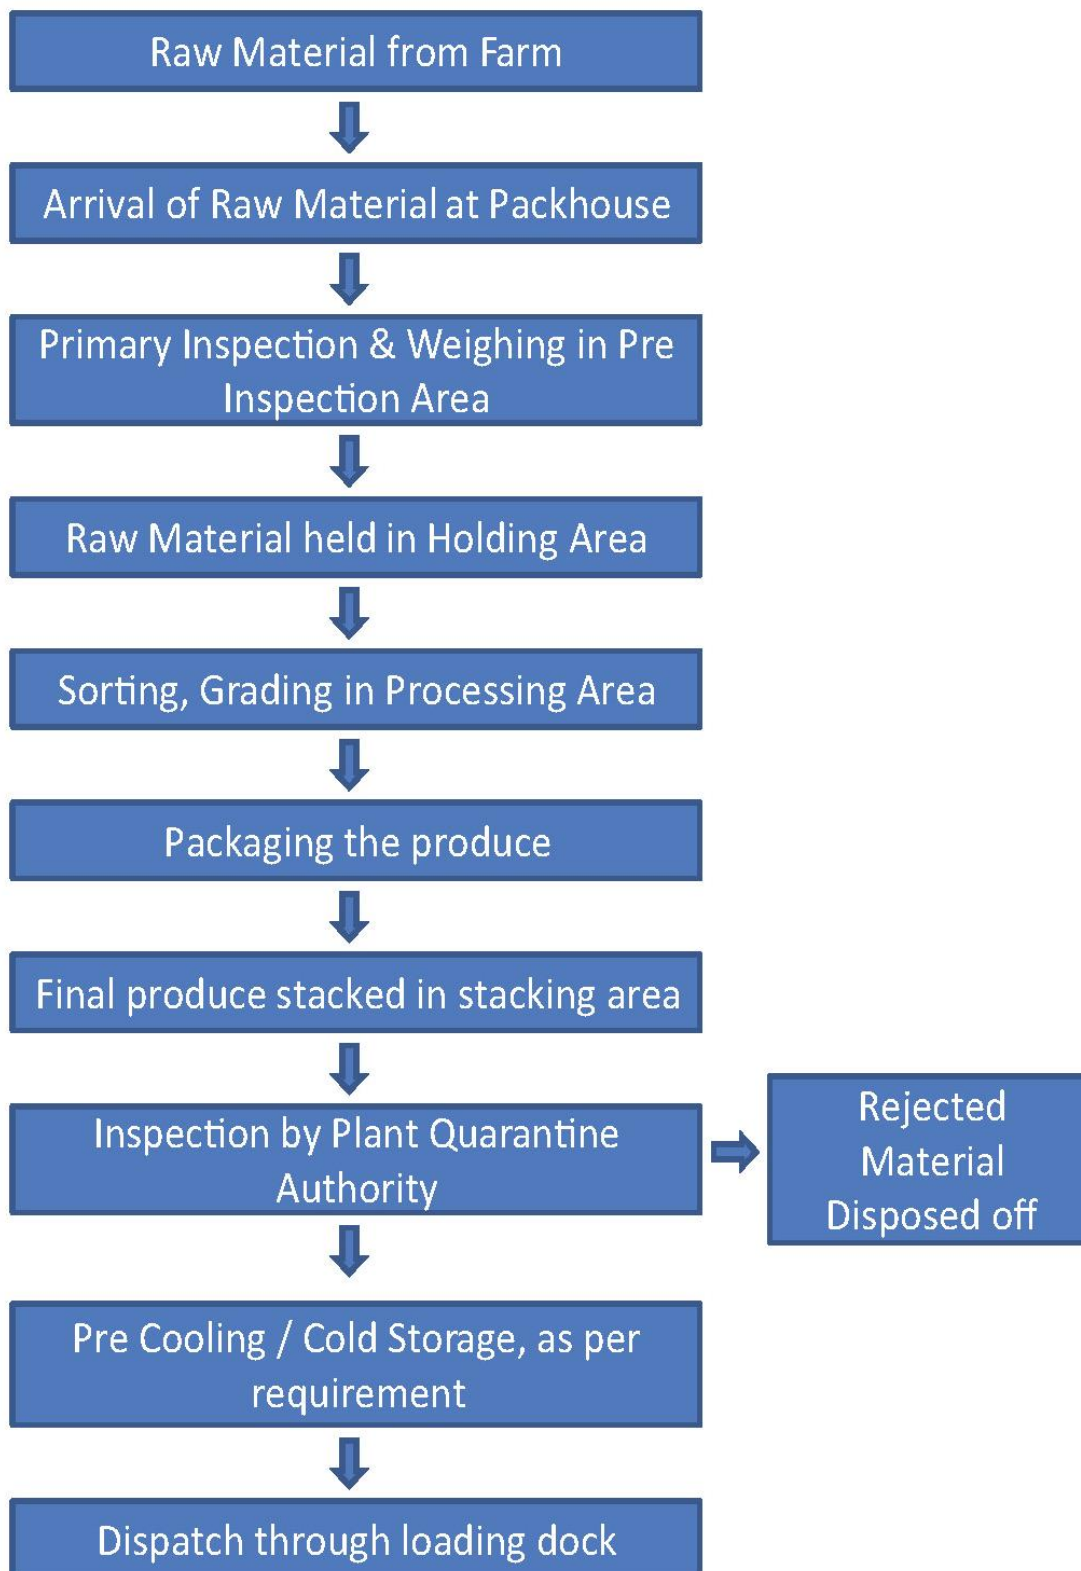 Raw Material from Farm
Arrival of Raw Material at Packhouse
Primary Inspection & Weighing in Pre
Inspection Area
Raw Material held in Holding Area
Sorting, Grading in Processing Area
Packaging the produce
Final produce stacked in stacking area
Inspection by Plant Quarantine
Authority
Rejected
Material
Disposed off
Pre Cooling / Cold Storage, as per
requirement
Dispatch through loading dock